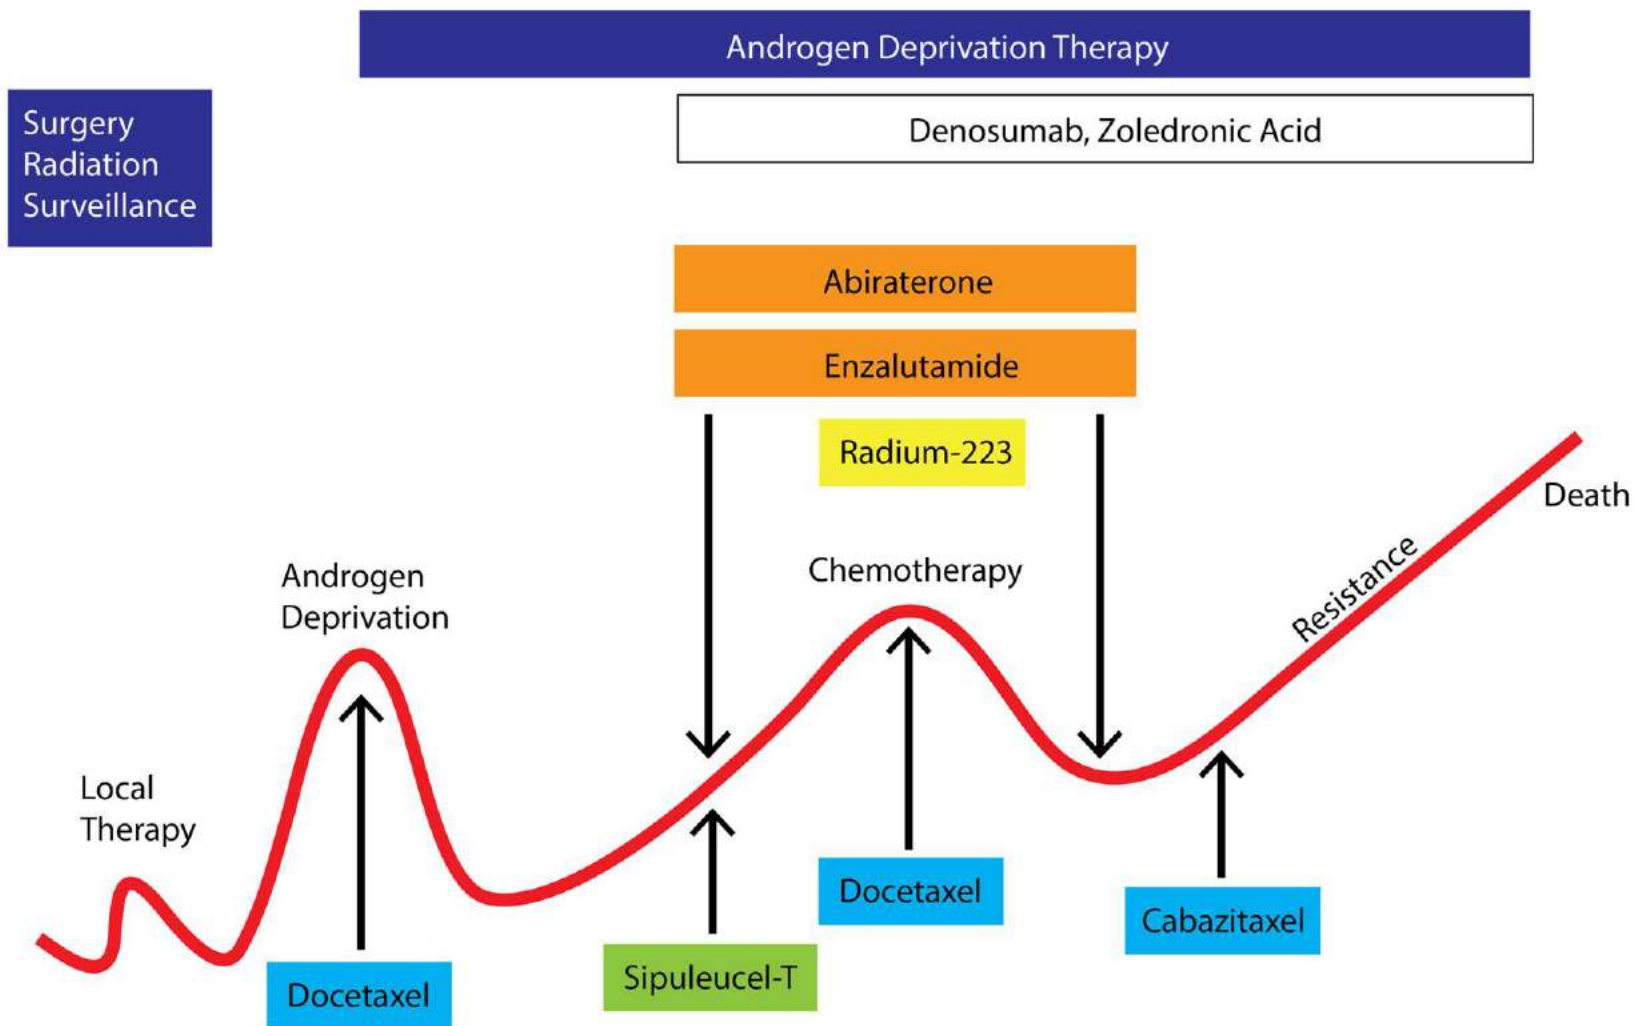 Androgen Deprivation Therapy
Surgery
Radiation
Surveillance
Denosumab, Zoledronic Acid
Abiraterone
Enzalutamide
Radium-223
Death
Resistance
Chemotherapy
Androgen
Deprivation
Local
Therapy
Docetaxel
Sipuleucel-T
Docetaxel
Cabazitaxel